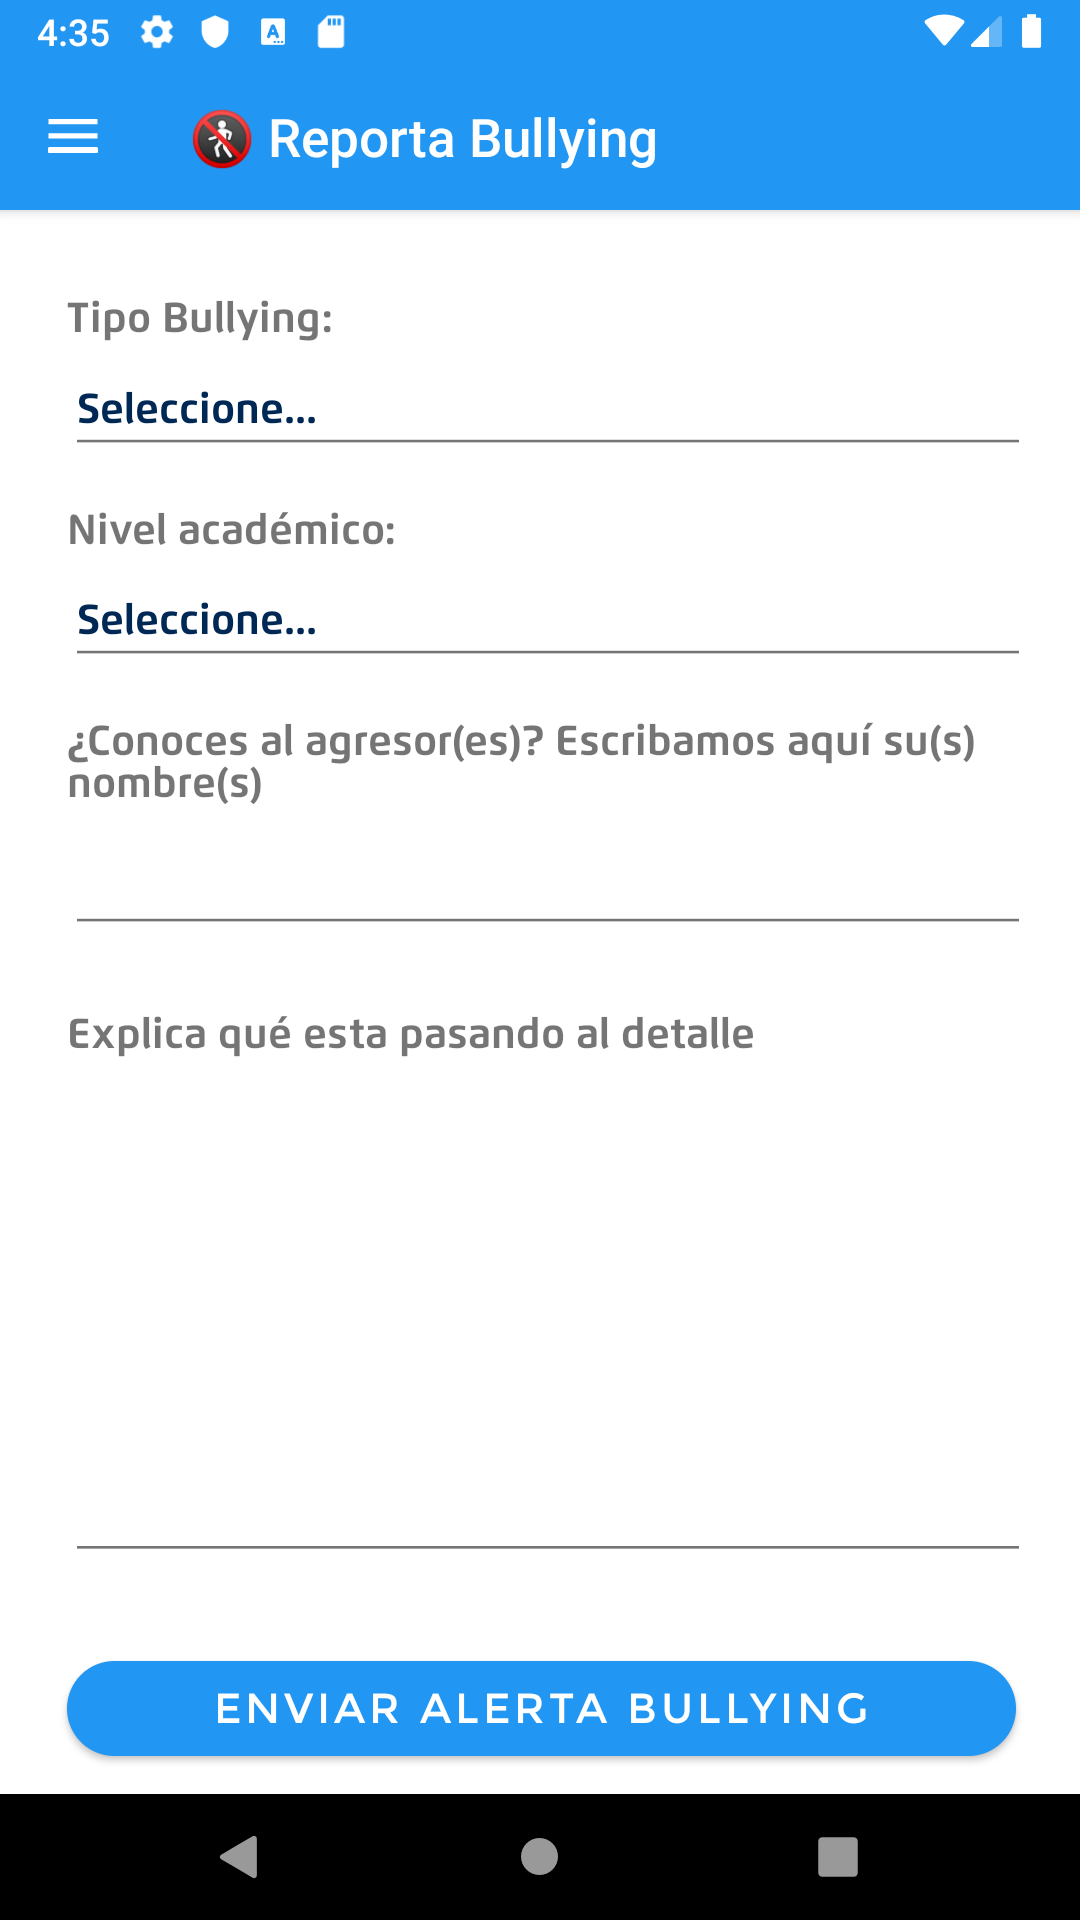 4:35
Reporta Bullying
Tipo Bullying:
Seleccione...
Nivel académico:
Seleccione...
¿Conoces al agresor(es)? Escribamos aquí su(s)
nombre(s)
Explica qué esta pasando al detalle
ENVIAR ALERTA BULLYING